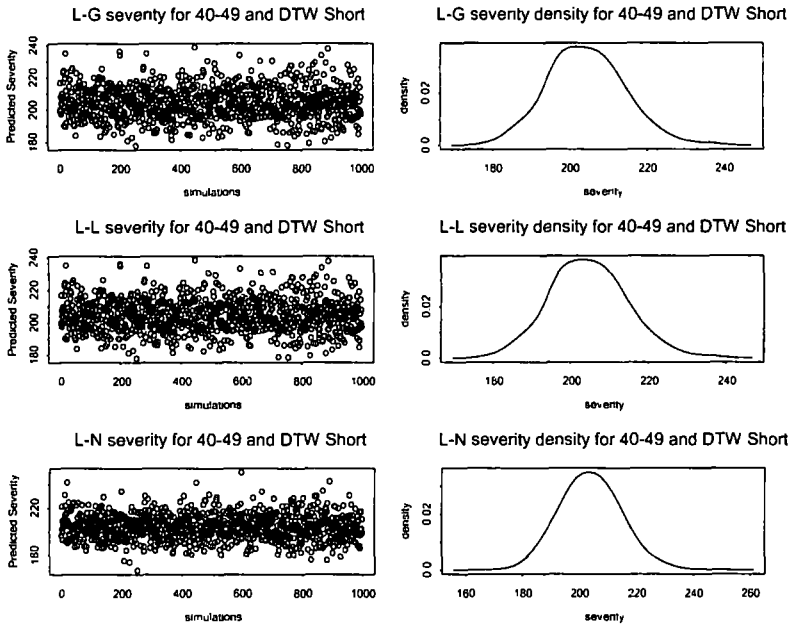 L-G severity for 40-49 and DTW Short
Predicted Severity
240
220
200
180
0 200 400 600 800 1000
simulations
L-G severity density for 40-49 and DTW Short
density
0.02
0.0
180 200 220 240
severity
L-L severity for 40-49 and DTW Short
Predicted Severity
240
220
200
180
0 200 400 600 800 1000
simulations
L-L severity density for 40-49 and DTW Short
density
0.02
0.0
180 200 220 240
severity
L-N severity for 40-49 and DTW Short
Predicted Severity
220
180
0 200 400 600 800 1000
simulations
L-N severity density for 40-49 and DTW Short
density
0.02
0.0
160 180 200 220 240 260
severity